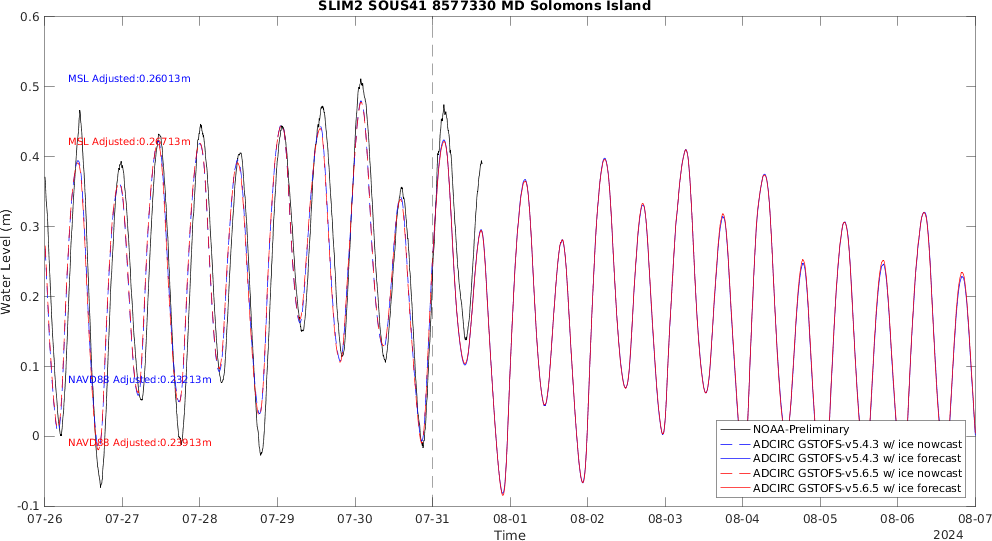 SLIM2 SOUS41 8577330 MD Solomons Island
0.6
0.5
0.4
0.3
0.2
0.1
0
-0.1
Water Level (m)
MSL Adjusted:0.26013m
MSL Adjusted:0.26713m
NAVD88 Adjusted:0.23213m
NAVD88 Adjusted:0.23913m
NOAA-Preliminary
ADCIRC GSTOFS-v5.4.3 w/ ice nowcast
ADCIRC GSTOFS-v5.4.3 w/ ice forecast
ADCIRC GSTOFS-v5.6.5 w/ ice nowcast
ADCIRC GSTOFS-v5.6.5 w/ ice forecast
07-26 07-27 07-28 07-29 07-30 07-31 08-01 08-02 08-03 08-04 08-05 08-06 08-07
Time
2024